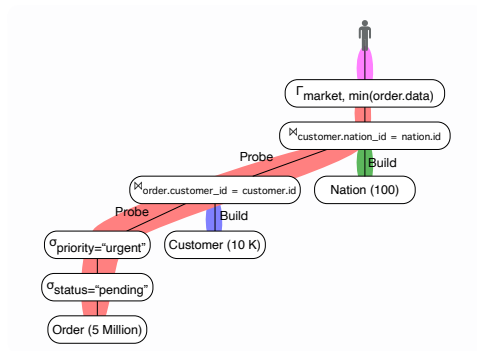 Γmarket, min(order.data)
⋈customer.nation_id = nation.id
Probe
Build
⋈order.customer_id = customer.id
Nation (100)
Probe
Build
σpriority=“urgent”
Customer (10 K)
σstatus=“pending”
Order (5 Million)